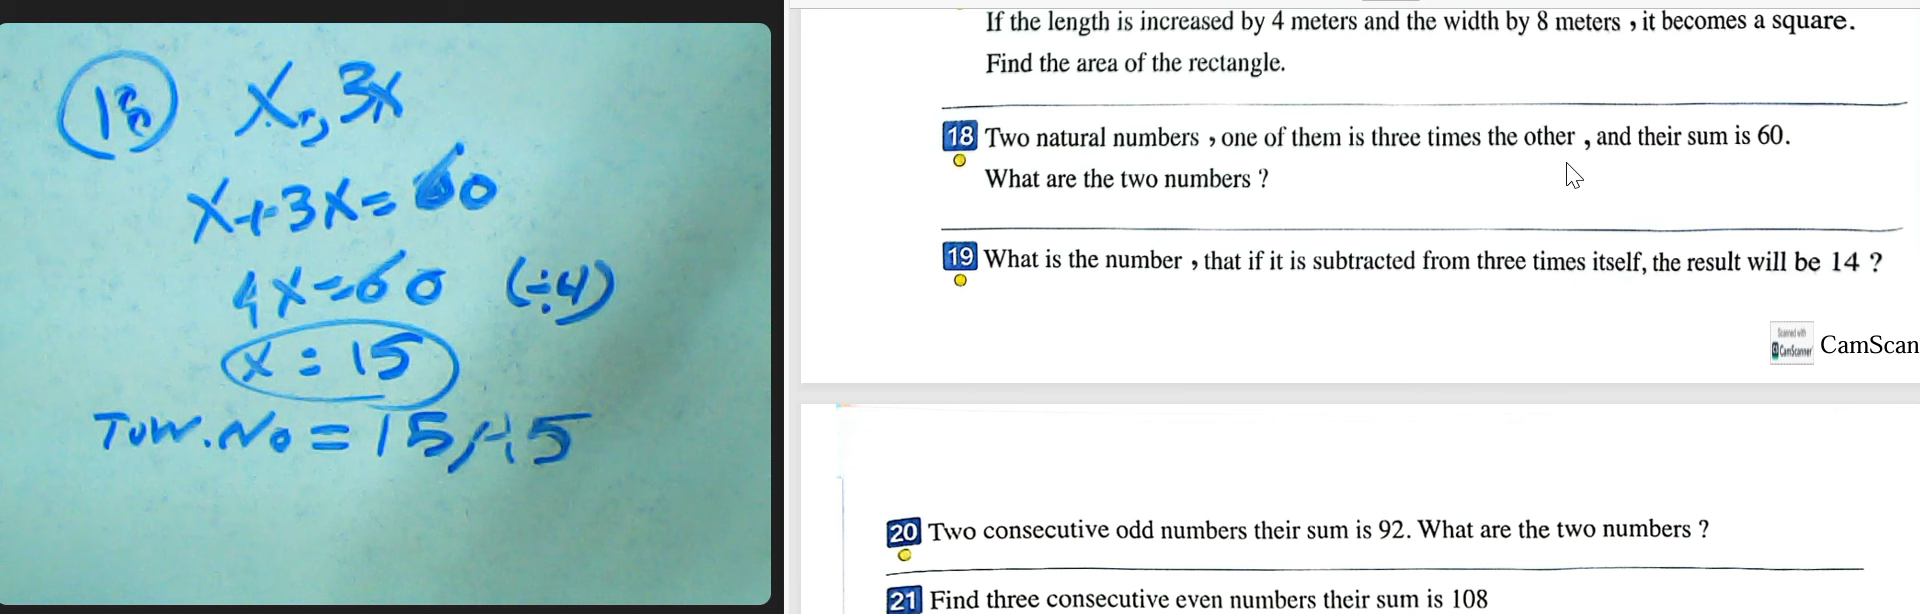 18 X, 3X
X+3X=60
4X=60 (÷4)
X=15
Tow.No=15,45
If the length is increased by 4 meters and the width by 8 meters , it becomes a square.
Find the area of the rectangle.
18 Two natural numbers , one of them is three times the other , and their sum is 60.
What are the two numbers ?
19 What is the number , that if it is subtracted from three times itself, the result will be 14 ?
Scanned with
CamScanner
CamScan
20 Two consecutive odd numbers their sum is 92. What are the two numbers ?
21 Find three consecutive even numbers their sum is 108